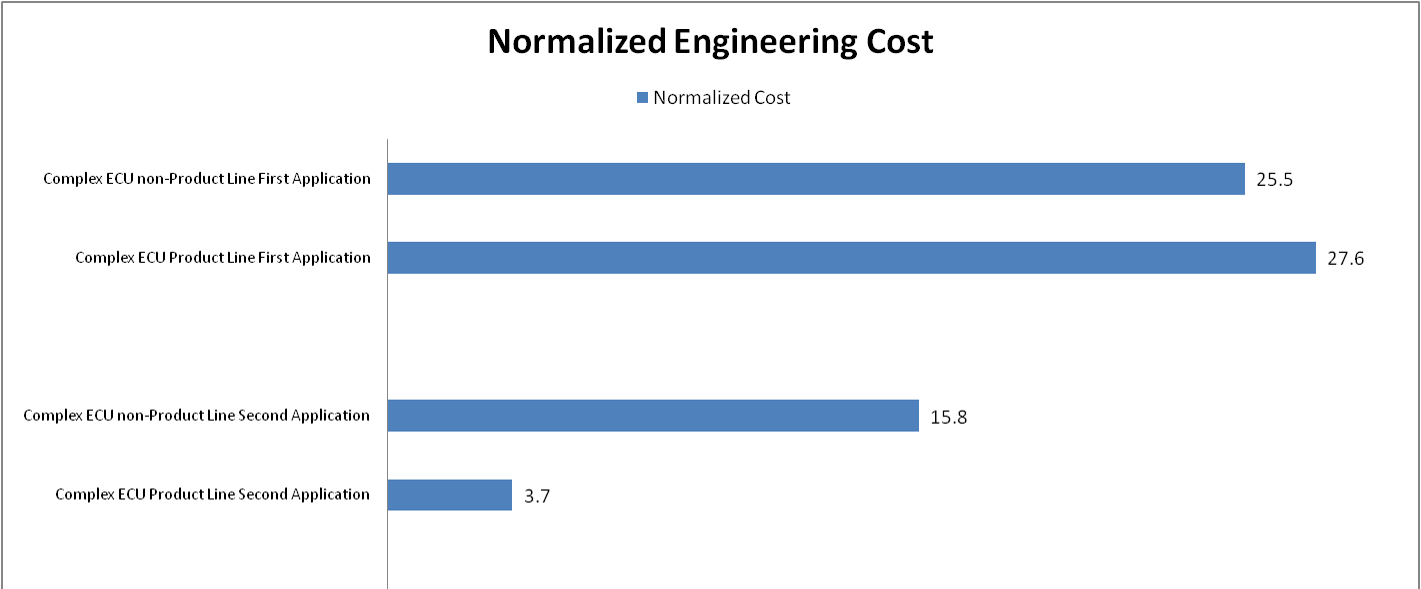 Normalized Engineering Cost
Normalized Cost
Complex ECU non-Product Line First Application
25.5
Complex ECU Product Line First Application
27.6
Complex ECU non-Product Line Second Application
15.8
Complex ECU Product Line Second Application
3.7